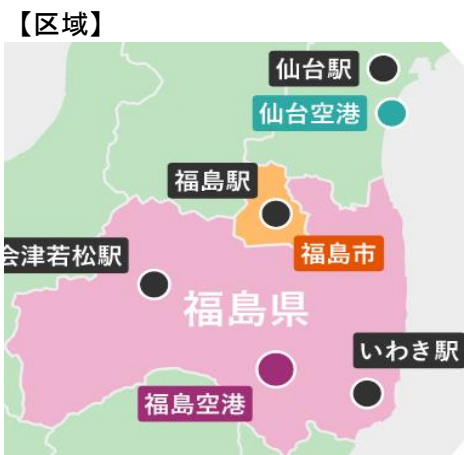 【区域】
仙台駅
仙台空港
福島駅
福島市
会津若松駅
福島県
いわき駅
福島空港